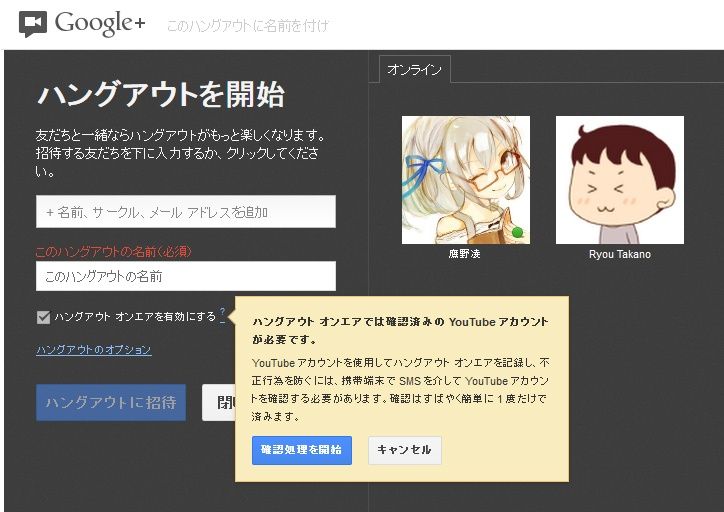 Google+ このハングアウトに名前を付け
ハングアウトを開始
友だちと一緒ならハングアウトがもっと楽しくなります。
招待する友だちを下に入力するか、クリックしてくださ
い。
+ 名前、サークル、メール アドレスを追加
このハングアウトの名前(必須)
このハングアウトの名前
ハングアウト オンエアを有効にする ?
ハングアウトのオプション
ハングアウトに招待
オンライン
鷹野凌
Ryou Takano
ハングアウト オンエアでは確認済みの YouTube アカウント
が必要です。
YouTube アカウントを使用してハングアウト オンエアを記録し、不
正行為を防ぐには、携帯端末で SMS を介して YouTube アカウン
トを確認する必要があります。確認はすばやく簡単に 1 度だけで
済みます。
確認処理を開始
キャンセル